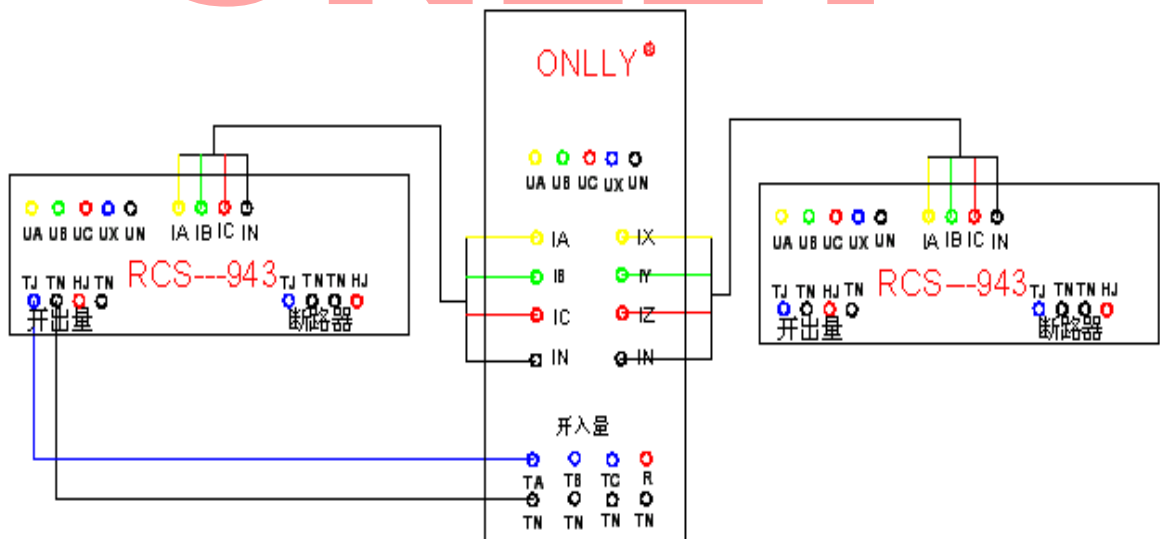 ONLLY®
UA UB UC UX UN
UA UB UC UX UN IA IB IC IN
RCS---943
TJ TN HJ TN TJ TN TN HJ
开出量 断路器
IA IX
IB IY
IC IZ
IN IN
开入量
TA TB TC R
TN TN TN TN
UA UB UC UX UN IA IB IC IN
RCS---943
TJ TN HJ TN TJ TN TN HJ
开出量 断路器